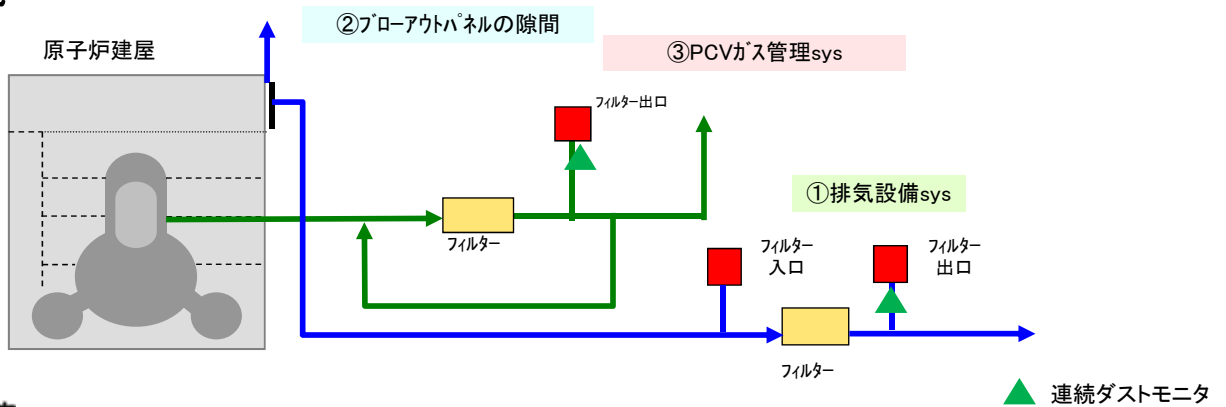 ②ﾌﾞﾛｰｱｳﾄﾊﾟﾈﾙの隙間
原子炉建屋
③PCVｶﾞｽ管理sys
ﾌｨﾙﾀｰ出口
①排気設備sys
ﾌｨﾙﾀｰ
ﾌｨﾙﾀｰ
入口
ﾌｨﾙﾀｰ
出口
ﾌｨﾙﾀｰ
連続ダストモニタ